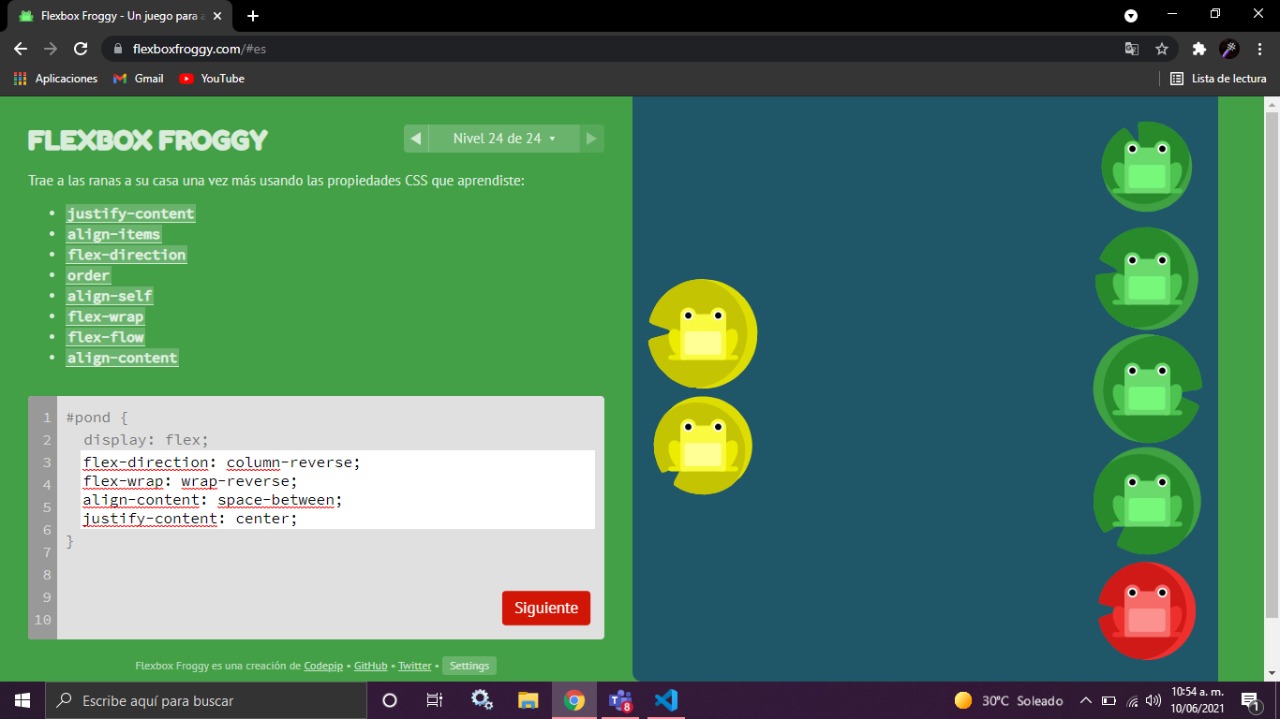 Flexbox Froggy - Un juego para a
flexboxfroggy.com/#es
Aplicaciones Gmail YouTube Lista de lectura
FLEXBOX FROGGY
Nivel 24 de 24
Trae a las ranas a su casa una vez más usando las propiedades CSS que aprendiste:
• justify-content
• align-items
• flex-direction
• order
• align-self
• flex-wrap
• flex-flow
• align-content
1 #pond {
2 display: flex;
3 flex-direction: column-reverse;
4 flex-wrap: wrap-reverse;
5 align-content: space-between;
6 justify-content: center;
7 }
8
9
10
Siguiente
Flexbox Froggy es una creación de Codepip • GitHub • Twitter • Settings
Escribe aquí para buscar
8
30°C Soleado
10:54 a. m.
10/06/2021
1